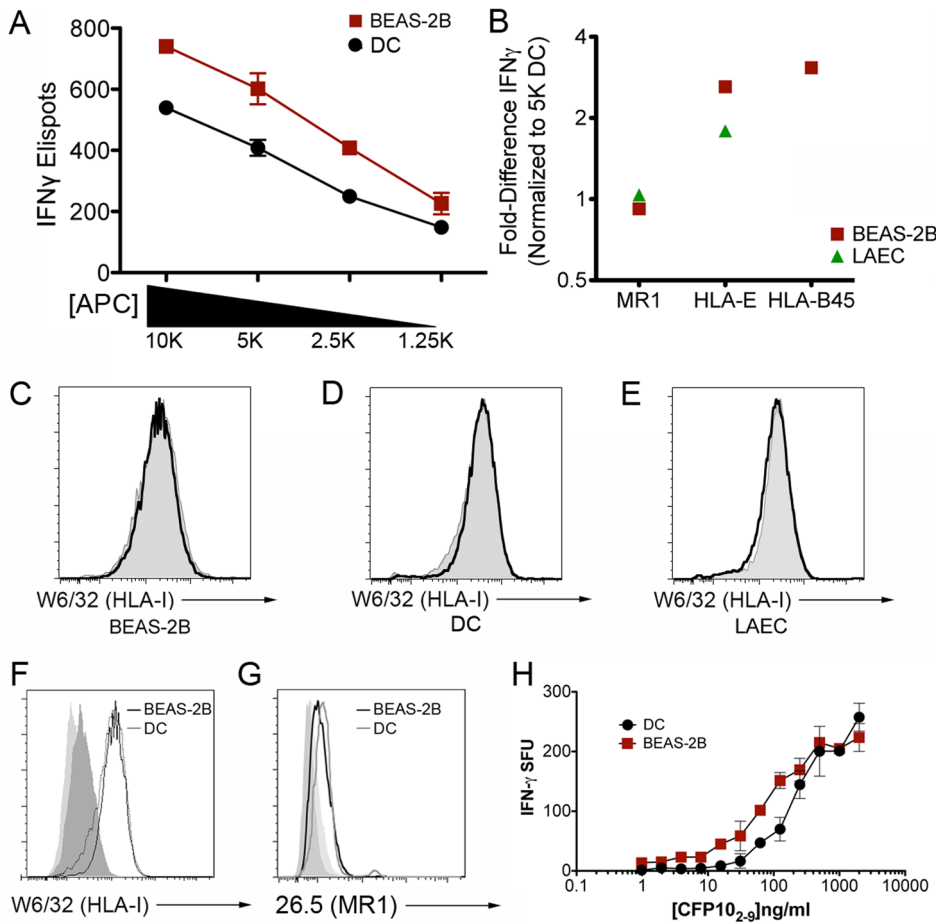 A
BEAS-2B
DC
IFNγ Elispots
800
600
400
200
0
[APC]
10K
5K
2.5K
1.25K
B
Fold-Difference IFNγ
(Normalized to 5K DC)
4
2
1
0.5
BEAS-2B
LAEC
MR1
HLA-E
HLA-B45
C
W6/32 (HLA-I)
BEAS-2B
D
W6/32 (HLA-I)
DC
E
W6/32 (HLA-I)
LAEC
F
BEAS-2B
DC
W6/32 (HLA-I)
G
BEAS-2B
DC
26.5 (MR1)
H
IFN-γ SFU
300
200
100
0
DC
BEAS-2B
0.1
1
10
100
1000
10000
[CFP10₂₋₉]ng/ml